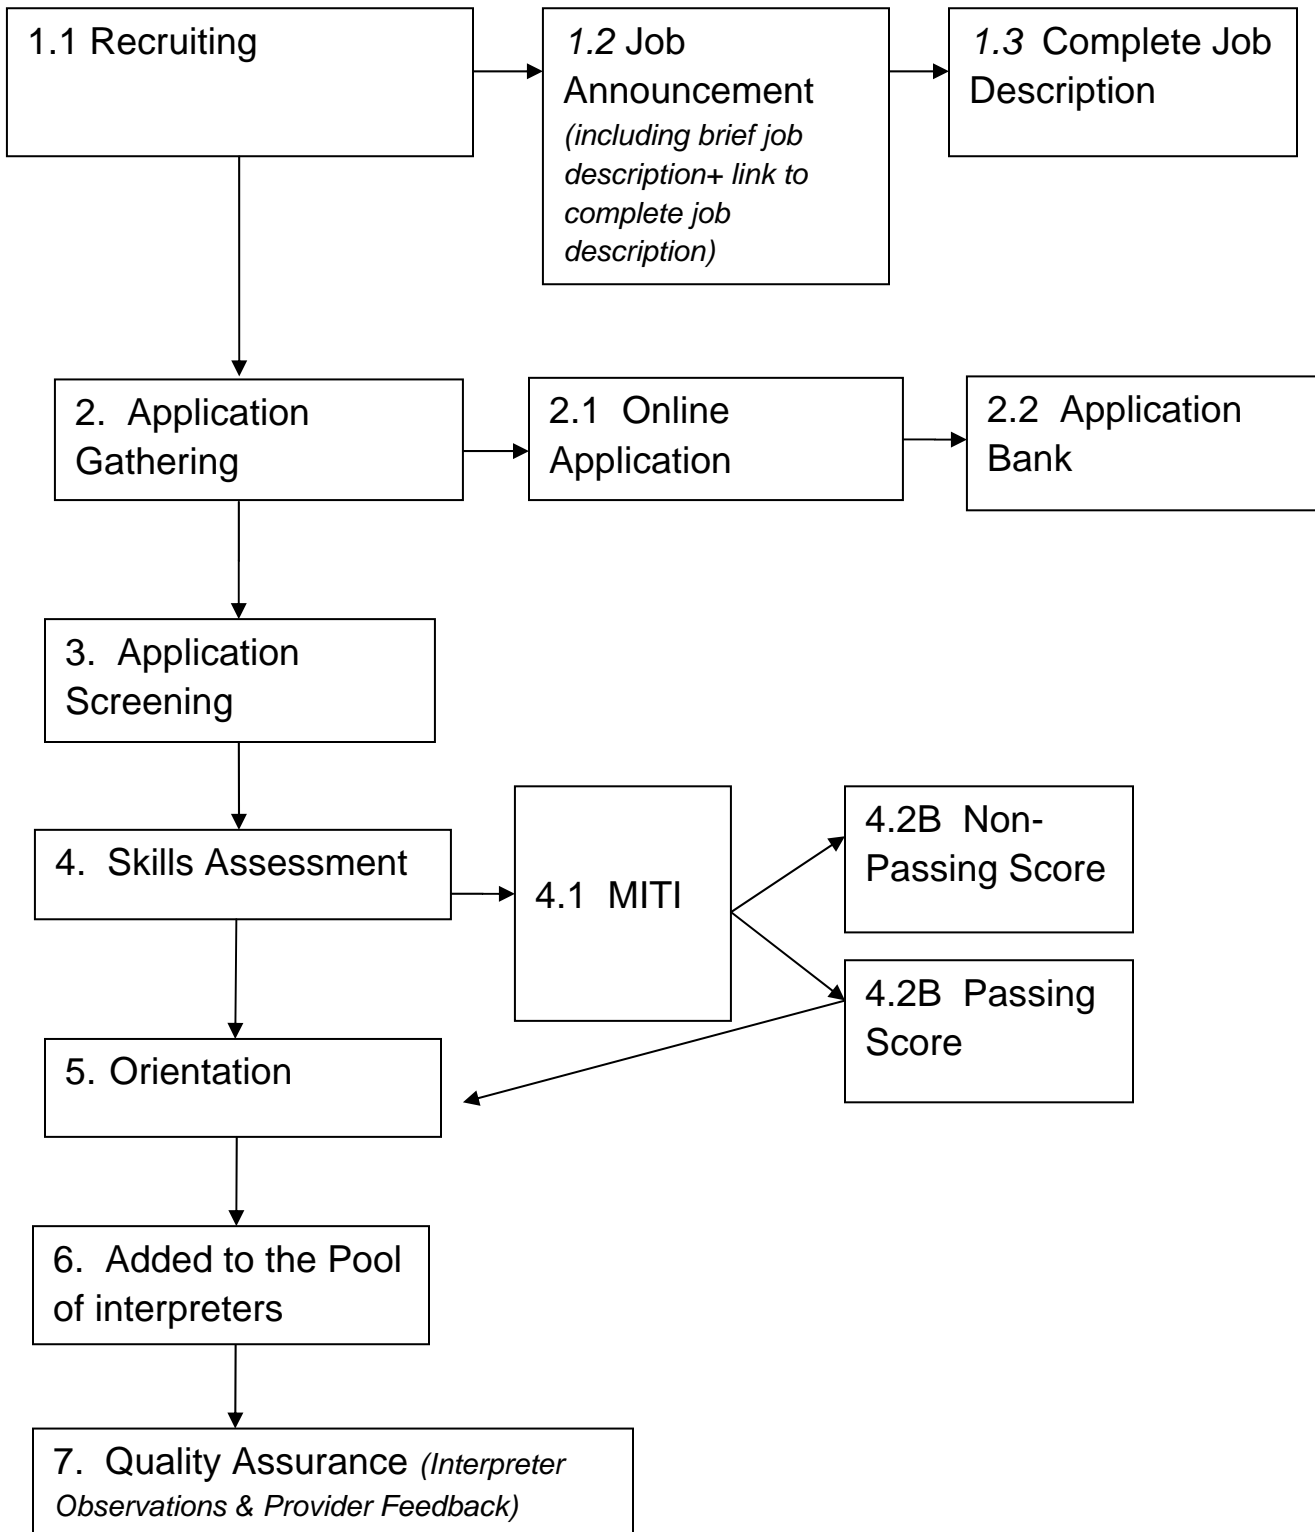 1.1 Recruiting
1.2 Job
Announcement
(including brief job
description+ link to
complete job
description)
1.3 Complete Job
Description
2. Application
Gathering
2.1 Online
Application
2.2 Application
Bank
3. Application
Screening
4. Skills Assessment
4.1 MITI
4.2B Non-
Passing Score
4.2B Passing
Score
5. Orientation
6. Added to the Pool
of interpreters
7. Quality Assurance (Interpreter
Observations & Provider Feedback)